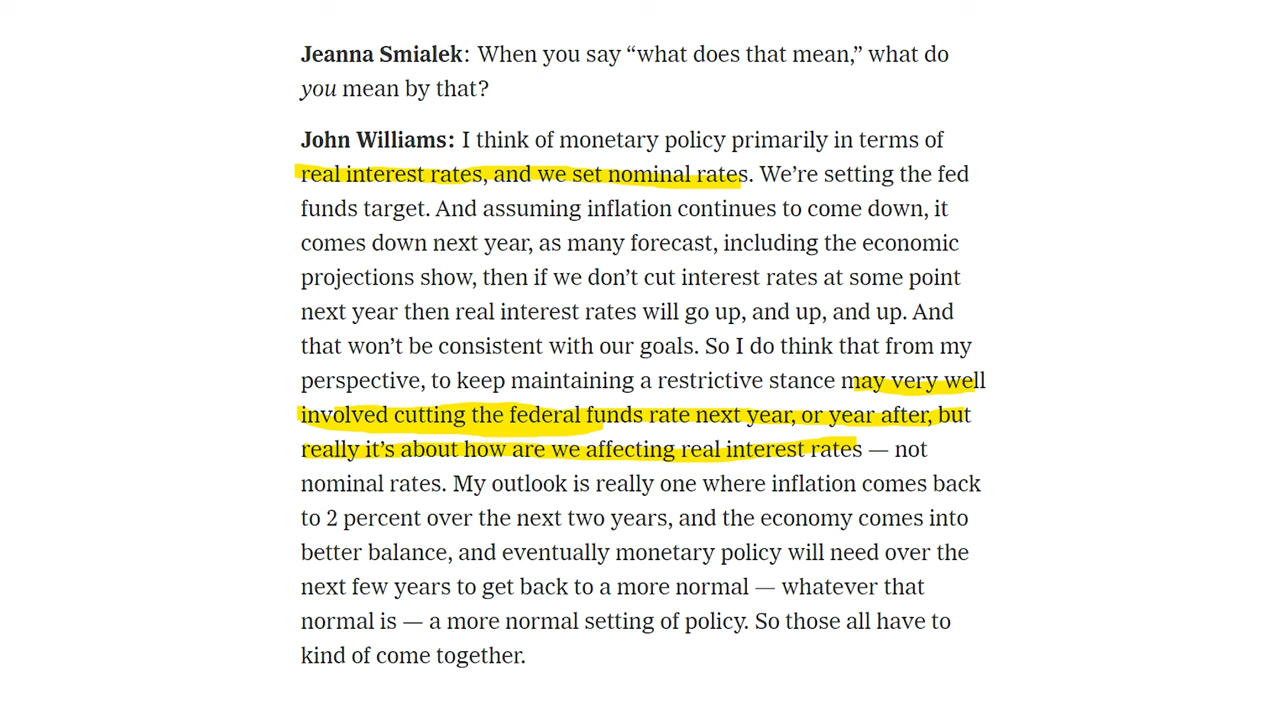 Jeanna Smialek: When you say “what does that mean,” what do
you mean by that?
John Williams: I think of monetary policy primarily in terms of
real interest rates, and we set nominal rates. We’re setting the fed
funds target. And assuming inflation continues to come down, it
comes down next year, as many forecast, including the economic
projections show, then if we don’t cut interest rates at some point
next year then real interest rates will go up, and up, and up. And
that won’t be consistent with our goals. So I do think that from my
perspective, to keep maintaining a restrictive stance may very well
involved cutting the federal funds rate next year, or year after, but
really it’s about how are we affecting real interest rates — not
nominal rates. My outlook is really one where inflation comes back
to 2 percent over the next two years, and the economy comes into
better balance, and eventually monetary policy will need over the
next few years to get back to a more normal — whatever that
normal is — a more normal setting of policy. So those all have to
kind of come together.